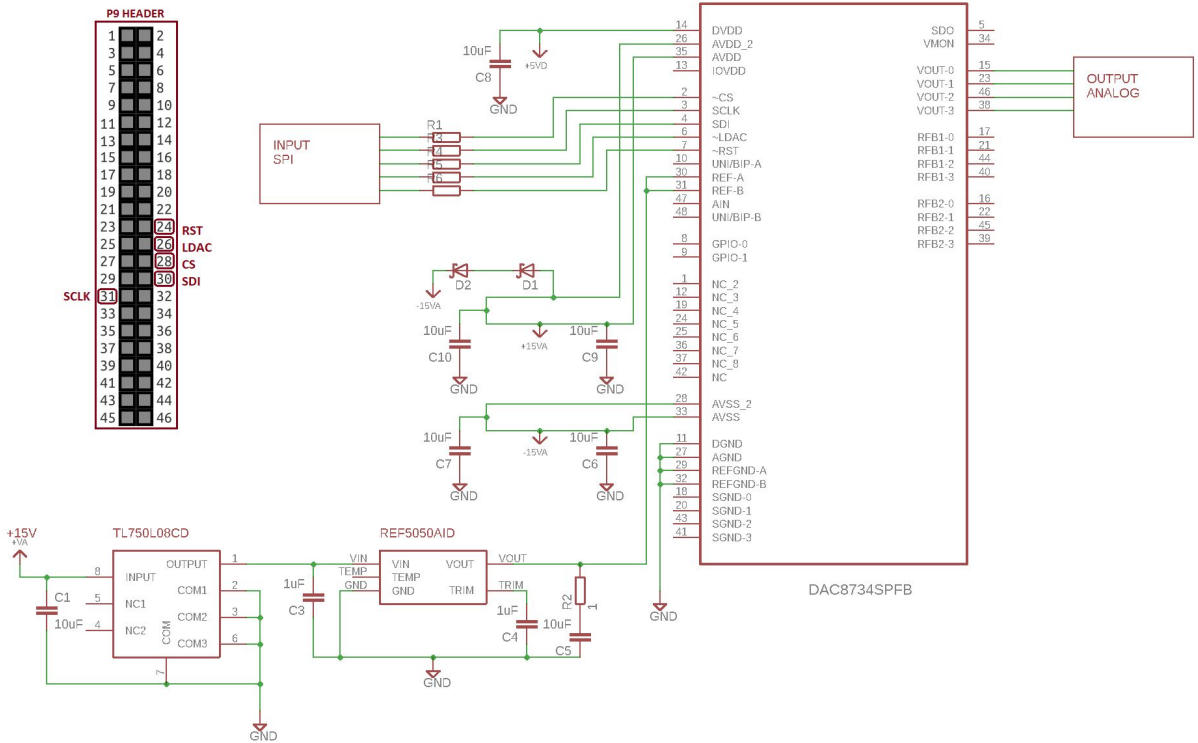 P9 HEADER
1 2
3 4
5 6
7 8
9 10
11 12
13 14
15 16
17 18
19 20
21 22
23 24 RST
25 26 LDAC
27 28 CS
29 30 SDI
SCLK 31 32
33 34
35 36
37 38
39 40
41 42
43 44
45 46
INPUT
SPI
R1
R3
R4
R5
R6
10uF
C8
+5VD
GND
14 DVDD
26 AVDD_2
35 AVDD
13 IOVDD
2 ~CS
3 SCLK
4 SDI
6 ~LDAC
7 ~RST
10 UNI/BIP-A
30 REF-A
31 REF-B
47 AIN
48 UNI/BIP-B
8 GPIO-0
9 GPIO-1
1 NC_2
12 NC_3
19 NC_4
24 NC_5
25 NC_6
36 NC_7
37 NC_8
42 NC
28 AVSS_2
33 AVSS
11 DGND
27 AGND
29 REFGND-A
32 REFGND-B
18 SGND-0
20 SGND-1
43 SGND-2
41 SGND-3
SDO 5
VMON 34
VOUT-0 15
VOUT-1 23
VOUT-2 46
VOUT-3 38
RFB1-0 17
RFB1-1 21
RFB1-2 44
RFB1-3 40
RFB2-0 16
RFB2-1 22
RFB2-2 45
RFB2-3 39
DAC8734SPFB
OUTPUT
ANALOG
D2 D1
-15VA
10uF
C10
GND
+15VA
10uF
C9
GND
10uF
C7
GND
-15VA
10uF
C6
GND
GND
+15V
+VA
C1
10uF
TL750L08CD
8 INPUT
5 NC1
4 NC2
COM
7
OUTPUT 1
COM1 2
COM2 3
COM3 6
GND
1uF
C3
REF5050AID
VIN VIN
TEMP TEMP
GND GND
VOUT VOUT
TRIM TRIM
1uF
C4
R2
1
10uF
C5
GND